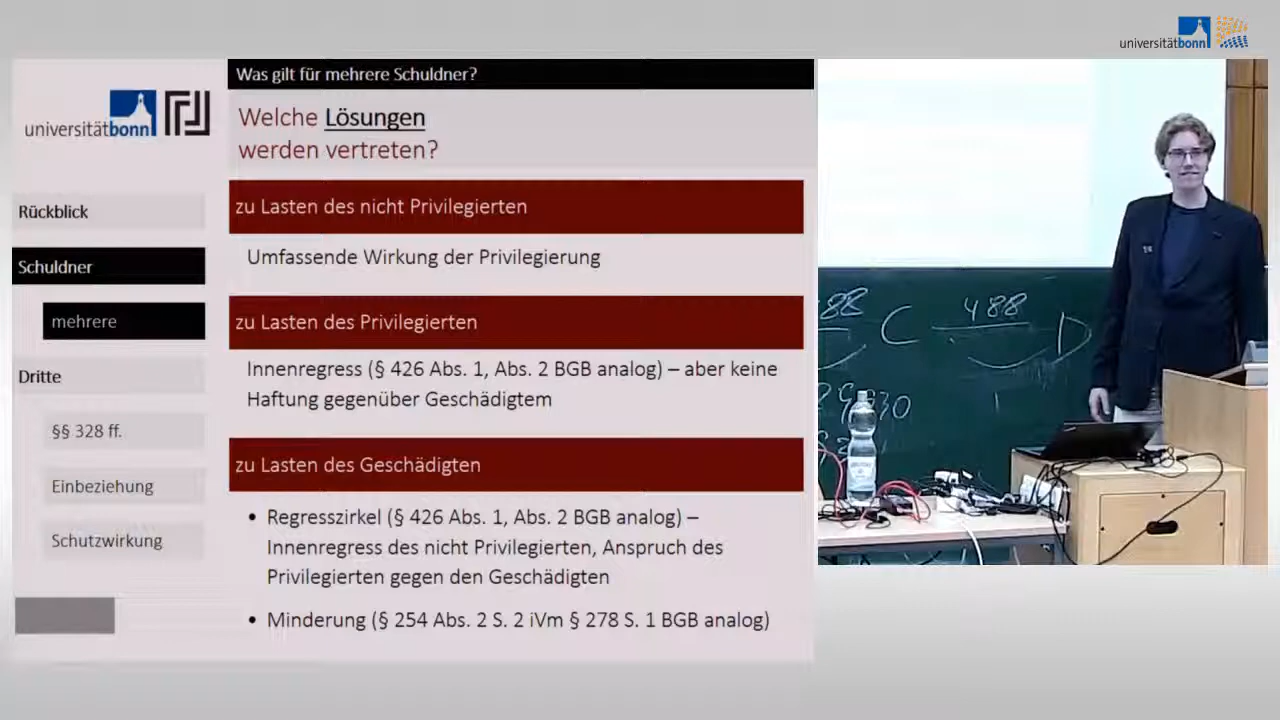 universitätbonn
Was gilt für mehrere Schuldner?
universitätbonn
Welche Lösungen
werden vertreten?
zu Lasten des nicht Privilegierten
Rückblick
Umfassende Wirkung der Privilegierung
Schuldner
mehrere
zu Lasten des Privilegierten
Innenregress (§ 426 Abs. 1, Abs. 2 BGB analog) – aber keine
Haftung gegenüber Geschädigtem
Dritte
§§ 328 ff.
Einbeziehung
Schutzwirkung
zu Lasten des Geschädigten
• Regresszirkel (§ 426 Abs. 1, Abs. 2 BGB analog) –
Innenregress des nicht Privilegierten, Anspruch des
Privilegierten gegen den Geschädigten
• Minderung (§ 254 Abs. 2 S. 2 iVm § 278 S. 1 BGB analog)
88 C 488 D